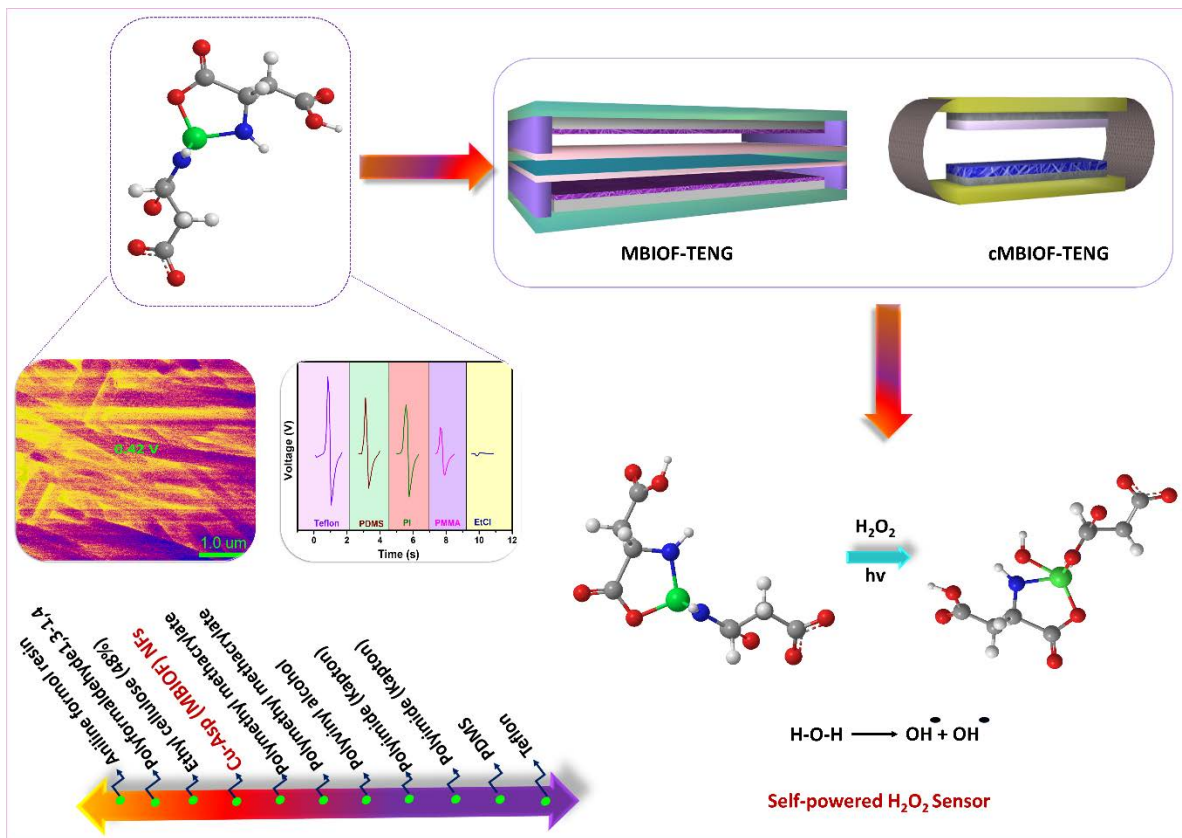 MBIOF-TENG
cMBIOF-TENG
0.42 V
1.0 um
Voltage (V)
Teflon
PDMS
PI
PMMA
EtCl
0
2
4
6
8
10
12
Time (s)
H₂O₂
hv
H-O-H ⟶ OH• + OH•
Self-powered H₂O₂ Sensor
Aniline formol resin
Polyformaldehyde1,3-1,4
Ethyl cellulose (48%)
Cu-Asp (MBIOF) NFs
Polymethyl methacrylate
Polymethyl methacrylate
Polyvinyl alcohol
Polyimide (Kapton)
Polyimide (Kapton)
PDMS
Teflon